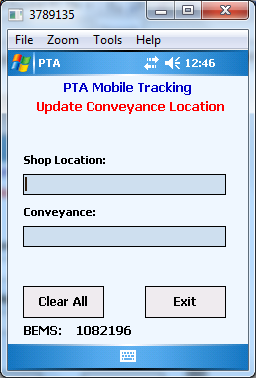 3789135
File Zoom Tools Help
PTA 12:46
PTA Mobile Tracking
Update Conveyance Location
Shop Location:
Conveyance:
Clear All Exit
BEMS: 1082196